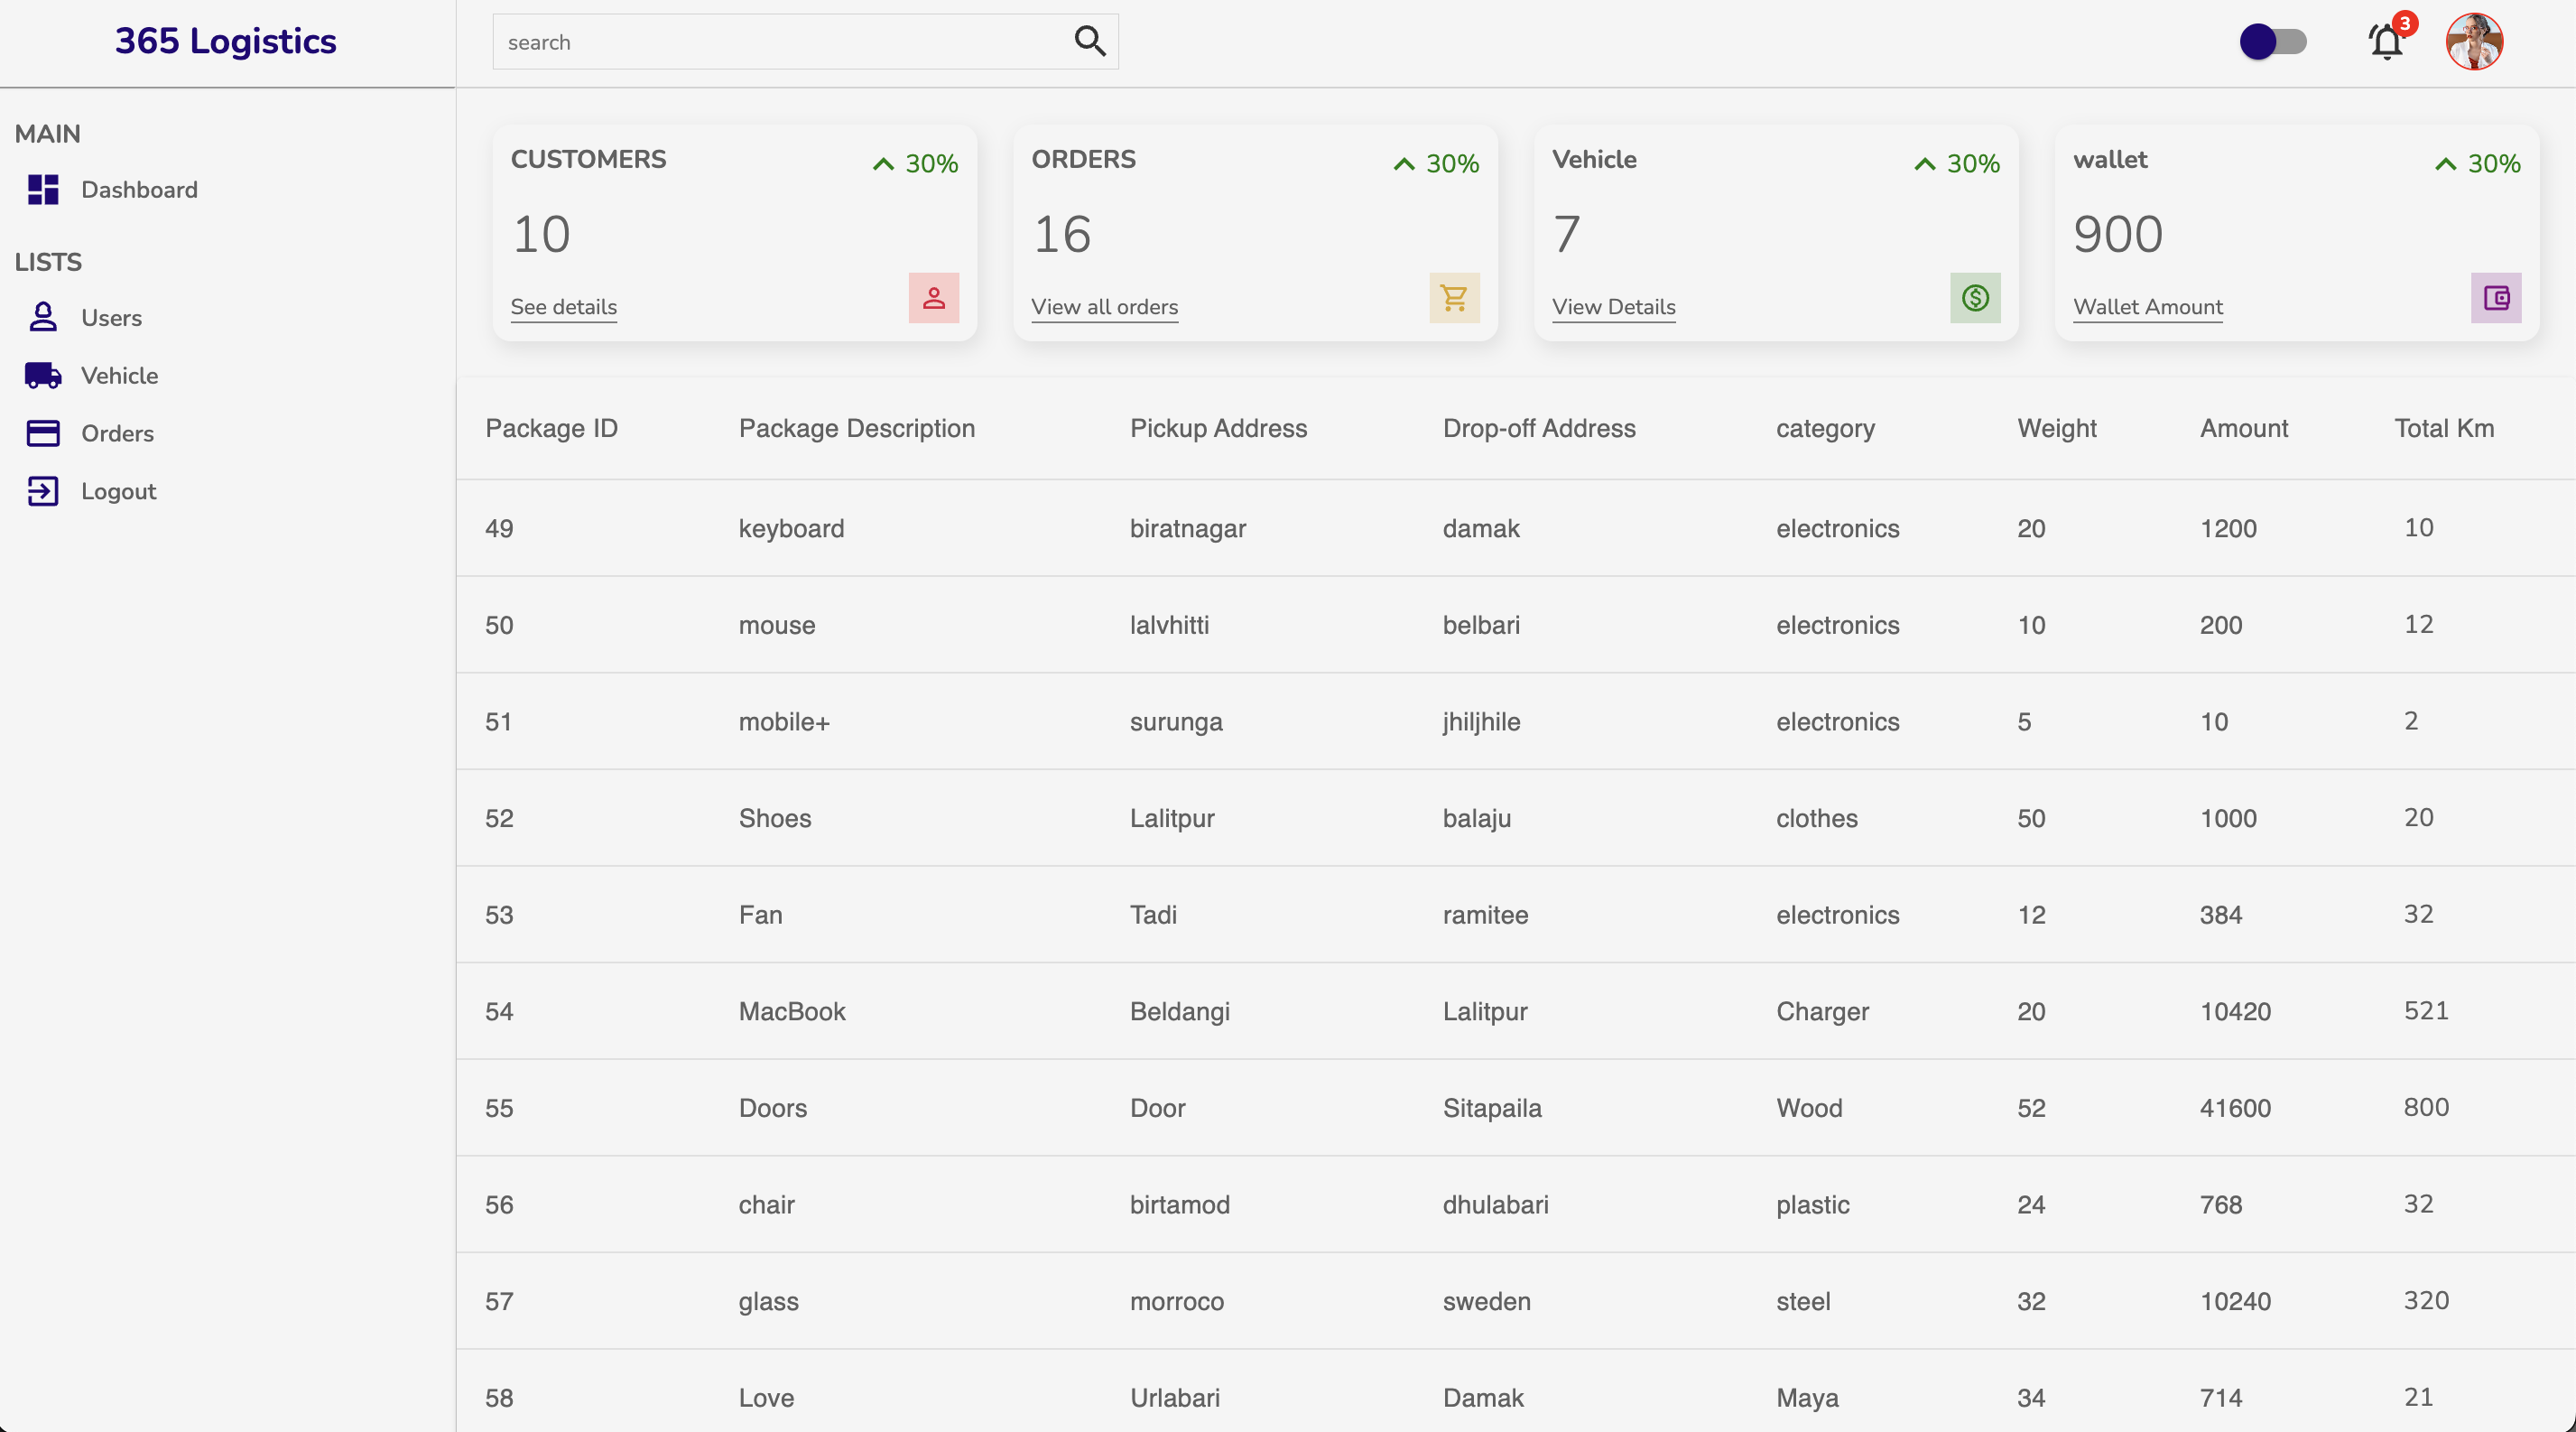 365 Logistics
search
3
MAIN
Dashboard
LISTS
Users
Vehicle
Orders
Logout
CUSTOMERS 30%
10
See details
ORDERS 30%
16
View all orders
Vehicle 30%
7
View Details
wallet 30%
900
Wallet Amount
Package ID Package Description Pickup Address Drop-off Address category Weight Amount Total Km
49 keyboard biratnagar damak electronics 20 1200 10
50 mouse lalvhitti belbari electronics 10 200 12
51 mobile+ surunga jhiljhile electronics 5 10 2
52 Shoes Lalitpur balaju clothes 50 1000 20
53 Fan Tadi ramitee electronics 12 384 32
54 MacBook Beldangi Lalitpur Charger 20 10420 521
55 Doors Door Sitapaila Wood 52 41600 800
56 chair birtamod dhulabari plastic 24 768 32
57 glass morroco sweden steel 32 10240 320
58 Love Urlabari Damak Maya 34 714 21